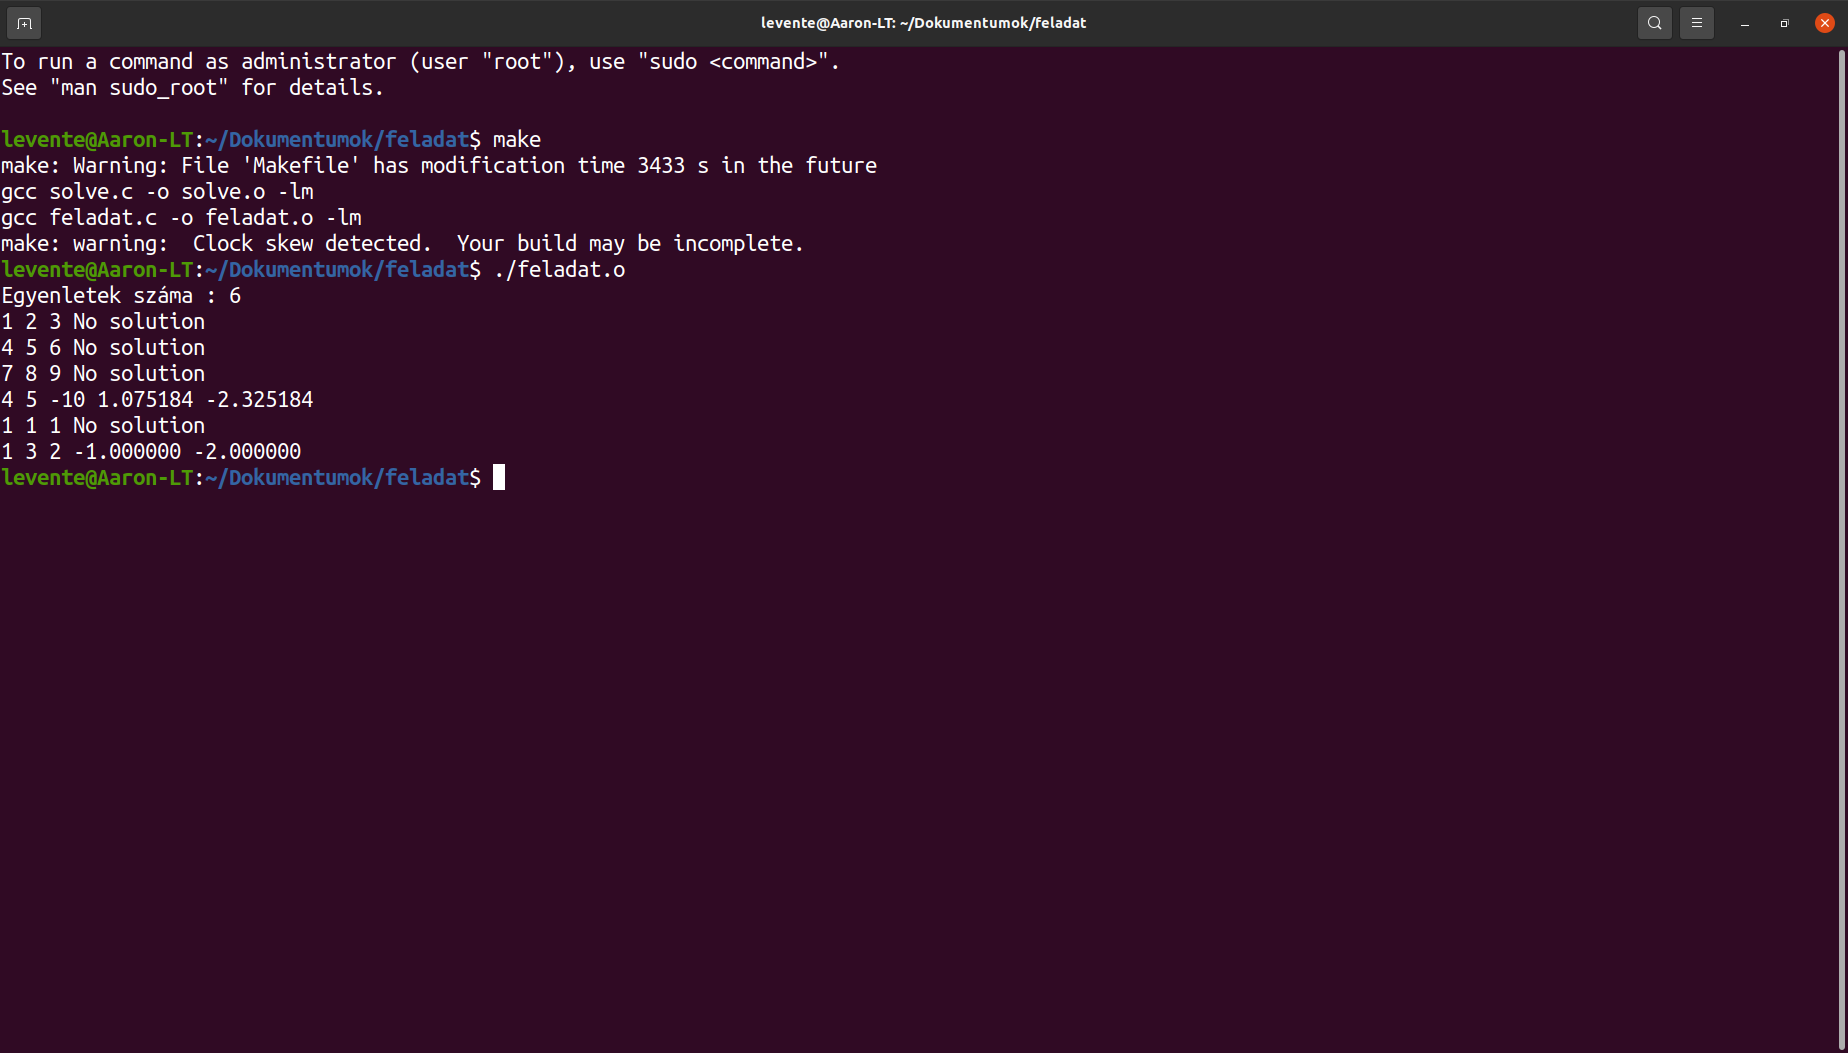 levente@Aaron-LT: ~/Dokumentumok/feladat
To run a command as administrator (user "root"), use "sudo <command>".
See "man sudo_root" for details.
levente@Aaron-LT:~/Dokumentumok/feladat$ make
make: Warning: File 'Makefile' has modification time 3433 s in the future
gcc solve.c -o solve.o -lm
gcc feladat.c -o feladat.o -lm
make: warning:  Clock skew detected.  Your build may be incomplete.
levente@Aaron-LT:~/Dokumentumok/feladat$ ./feladat.o
Egyenletek száma : 6
1 2 3 No solution
4 5 6 No solution
7 8 9 No solution
4 5 -10 1.075184 -2.325184
1 1 1 No solution
1 3 2 -1.000000 -2.000000
levente@Aaron-LT:~/Dokumentumok/feladat$